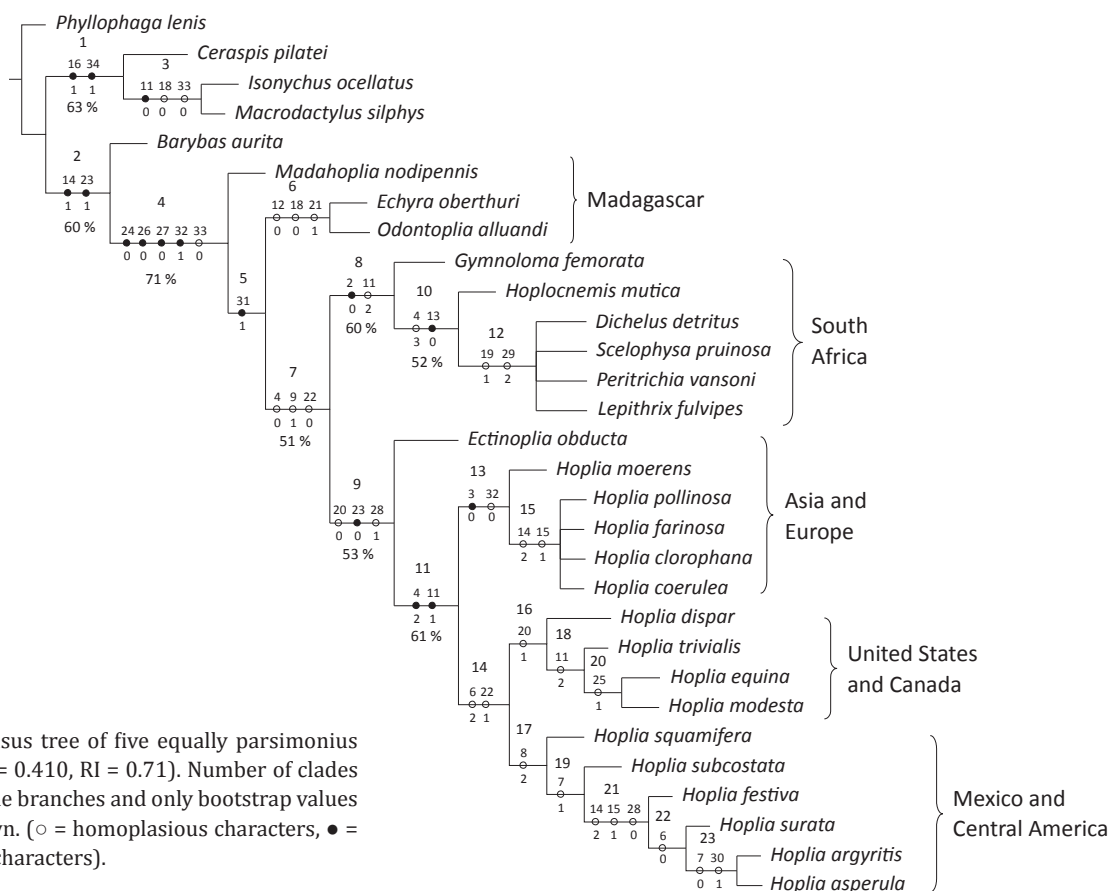 Phyllophaga lenis
1
Ceraspis pilatei
16 34
3
1 1
63 %
Isonychus ocellatus
11 18 33
0 0 0
Macrodactylus silphys
Barybas aurita
2
14 23
1 1
60 %
Madahoplia nodipennis
4
6
Echyra oberthuri
12 18 21
0 0 1
Odontoplia alluandi
Madagascar
24 26 27 32 33
0 0 0 1 0
71 %
5
31
1
8
Gymnoloma femorata
2 11
0 2
60 %
10
Hoplocnemis mutica
4 13
3 0
52 %
12
Dichelus detritus
Scelophysa pruinosa
19 29
1 2
Peritrichia vansoni
Lepithrix fulvipes
South
Africa
7
4 9 22
0 1 0
51 %
Ectinoplia obducta
9
20 23 28
0 0 1
53 %
13
Hoplia moerens
3 32
0 0
15
Hoplia pollinosa
Hoplia farinosa
14 15
2 1
Hoplia clorophana
Hoplia coerulea
Asia and
Europe
11
4 11
2 1
61 %
16
Hoplia dispar
20
1
18
Hoplia trivialis
11
2
20
Hoplia equina
25
1
Hoplia modesta
United States
and Canada
14
6 22
2 1
17
Hoplia squamifera
8
2
19
Hoplia subcostata
7
1
21
Hoplia festiva
14 15 28
2 1 0
22
Hoplia surata
6
0
23
Hoplia argyritis
7 30
0 1
Hoplia asperula
Mexico and
Central America
sus tree of five equally parsimonius
= 0.410, RI = 0.71). Number of clades
e branches and only bootstrap values
n. (○ = homoplasious characters, ● =
characters).